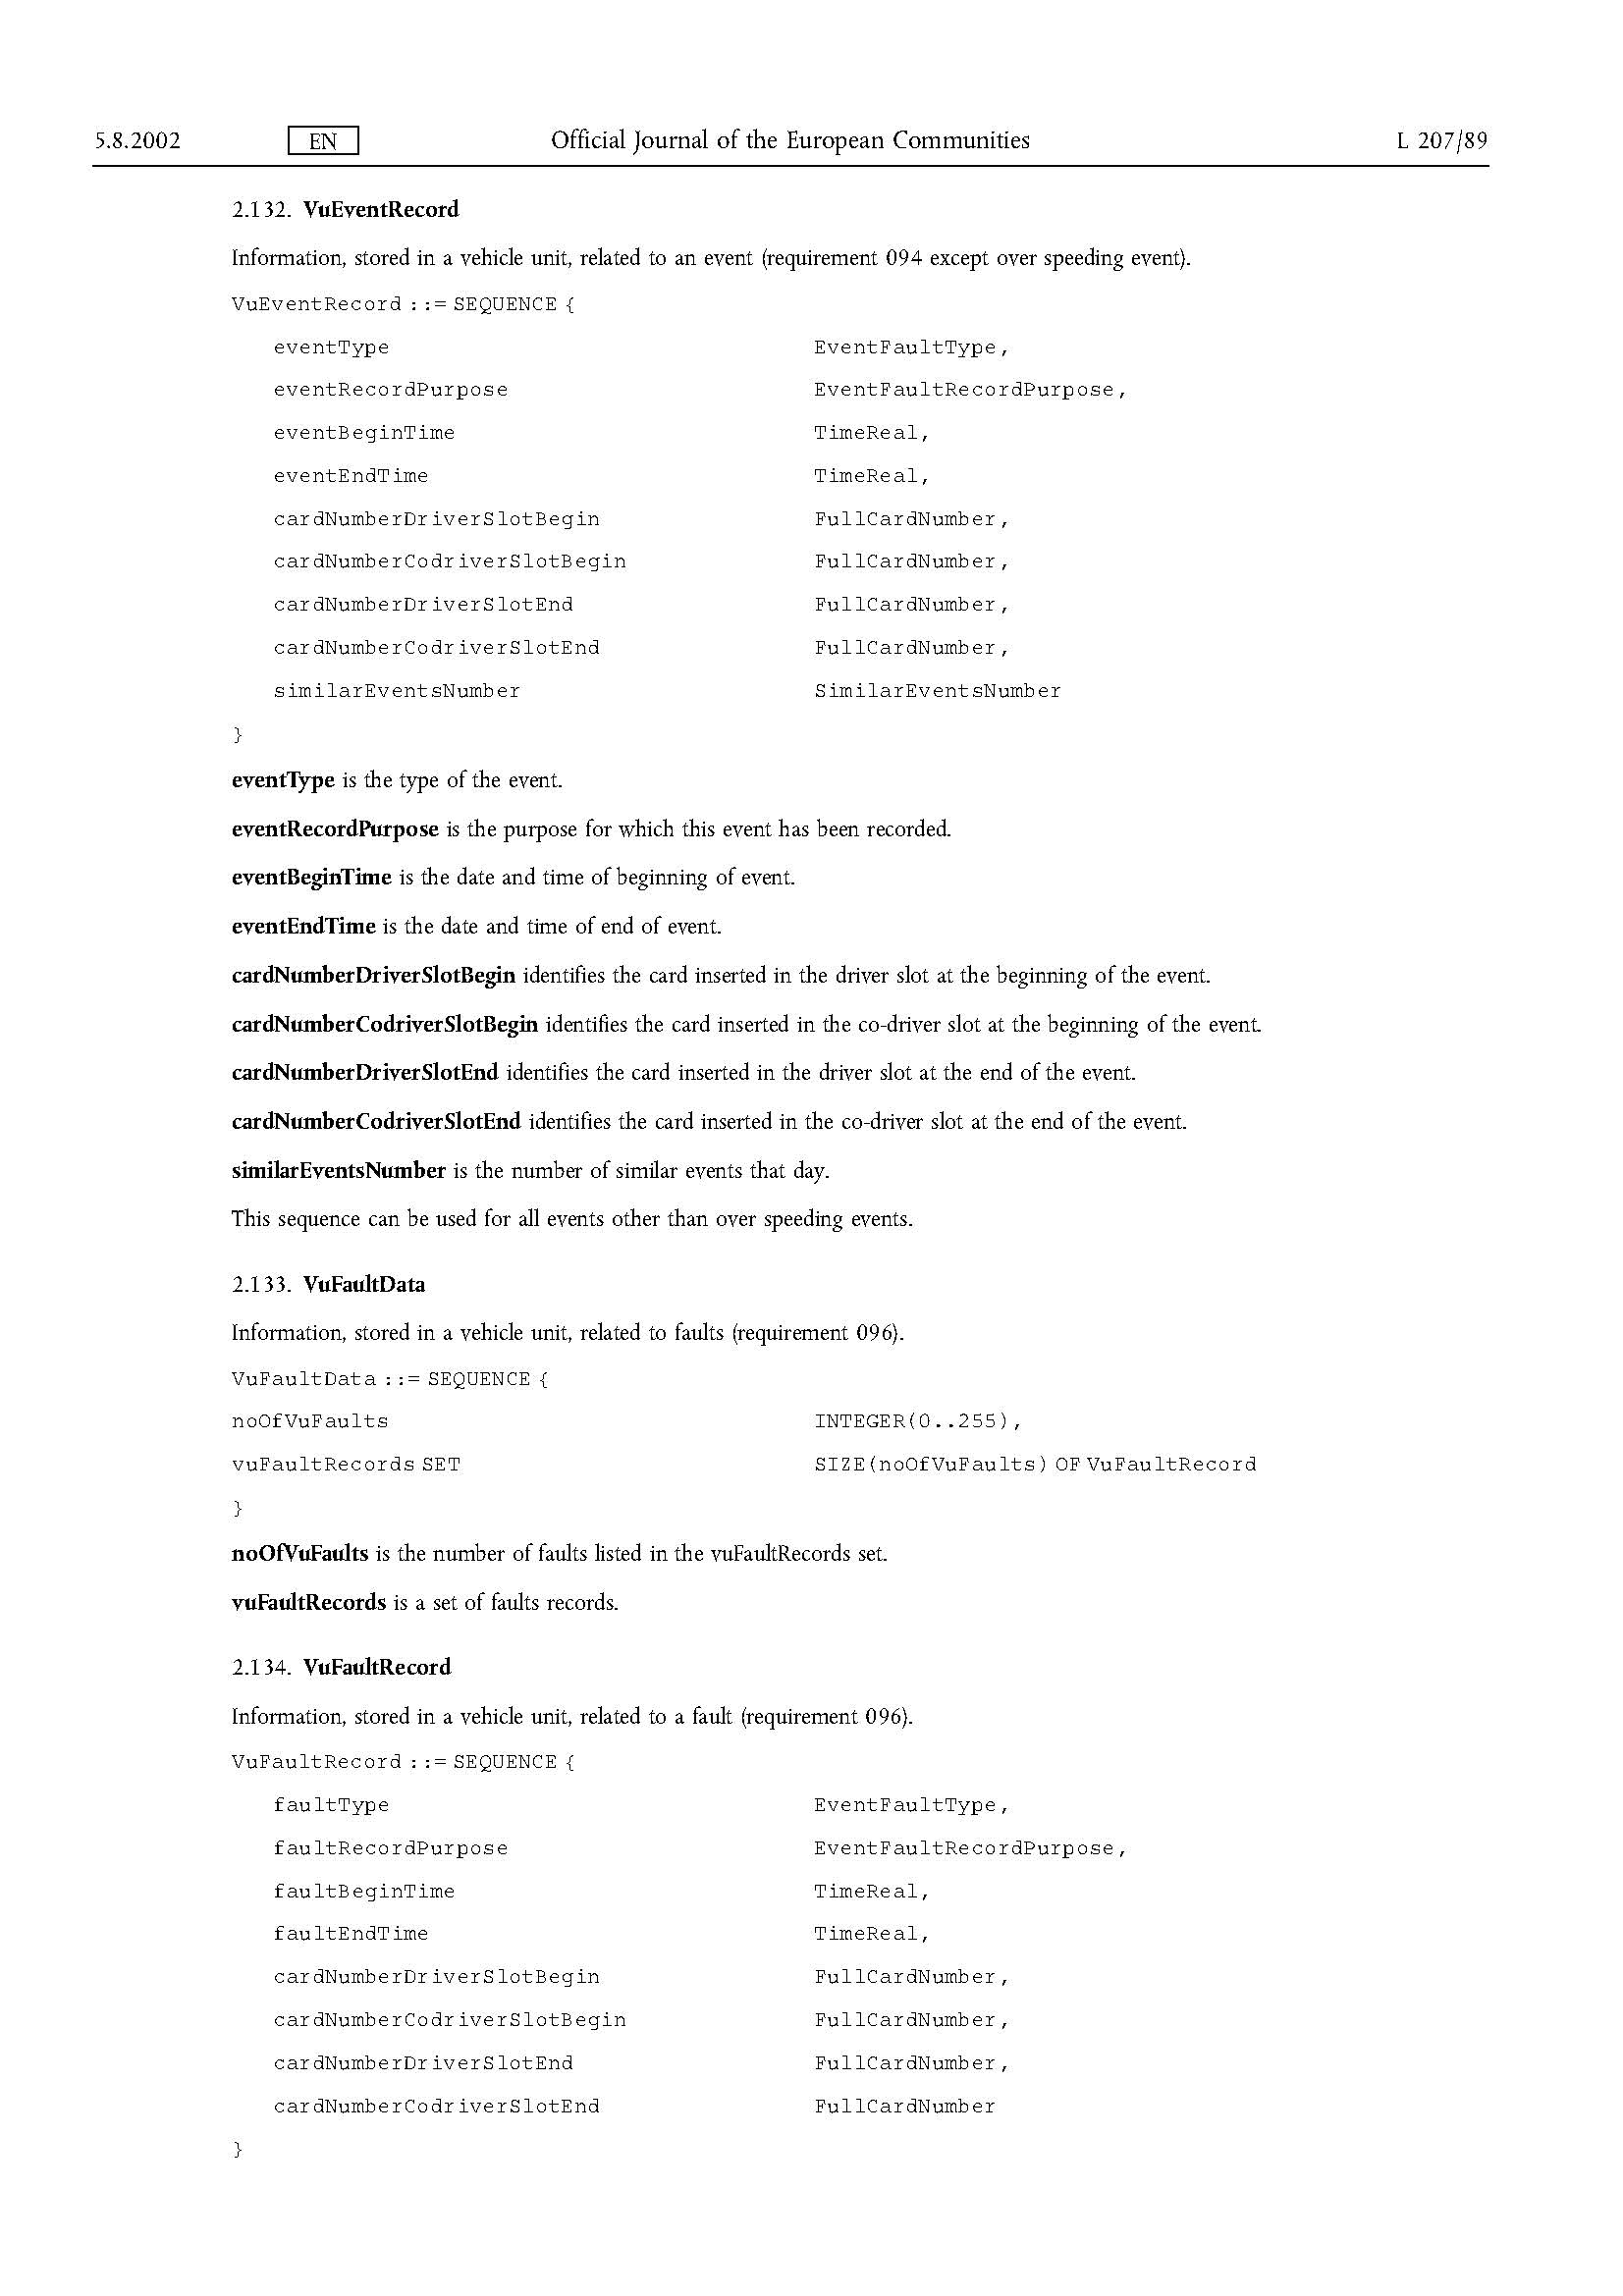 5.8.2002 EN Official Journal of the European Communities L 207/89
2.132. VuEventRecord
Information, stored in a vehicle unit, related to an event (requirement 094 except over speeding event).
VuEventRecord ::= SEQUENCE {
eventType EventFaultType,
eventRecordPurpose EventFaultRecordPurpose,
eventBeginTime TimeReal,
eventEndTime TimeReal,
cardNumberDriverSlotBegin FullCardNumber,
cardNumberCodriverSlotBegin FullCardNumber,
cardNumberDriverSlotEnd FullCardNumber,
cardNumberCodriverSlotEnd FullCardNumber,
similarEventsNumber SimilarEventsNumber
}
eventType is the type of the event.
eventRecordPurpose is the purpose for which this event has been recorded.
eventBeginTime is the date and time of beginning of event.
eventEndTime is the date and time of end of event.
cardNumberDriverSlotBegin identifies the card inserted in the driver slot at the beginning of the event.
cardNumberCodriverSlotBegin identifies the card inserted in the co-driver slot at the beginning of the event.
cardNumberDriverSlotEnd identifies the card inserted in the driver slot at the end of the event.
cardNumberCodriverSlotEnd identifies the card inserted in the co-driver slot at the end of the event.
similarEventsNumber is the number of similar events that day.
This sequence can be used for all events other than over speeding events.
2.133. VuFaultData
Information, stored in a vehicle unit, related to faults (requirement 096).
VuFaultData ::= SEQUENCE {
noOfVuFaults INTEGER(0..255),
vuFaultRecords SET SIZE(noOfVuFaults) OF VuFaultRecord
}
noOfVuFaults is the number of faults listed in the vuFaultRecords set.
vuFaultRecords is a set of faults records.
2.134. VuFaultRecord
Information, stored in a vehicle unit, related to a fault (requirement 096).
VuFaultRecord ::= SEQUENCE {
faultType EventFaultType,
faultRecordPurpose EventFaultRecordPurpose,
faultBeginTime TimeReal,
faultEndTime TimeReal,
cardNumberDriverSlotBegin FullCardNumber,
cardNumberCodriverSlotBegin FullCardNumber,
cardNumberDriverSlotEnd FullCardNumber,
cardNumberCodriverSlotEnd FullCardNumber
}